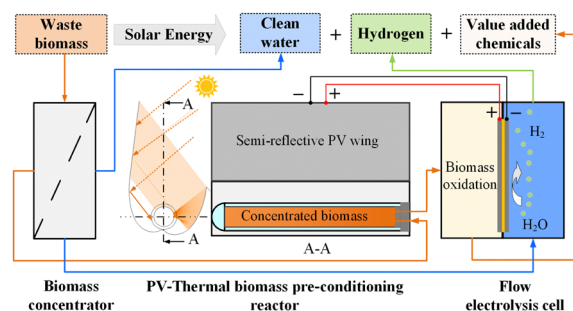 Waste
biomass
Solar Energy
Clean
water
+
Hydrogen
+
Value added
chemicals
A
A
− +
Semi-reflective PV wing
Concentrated biomass
A-A
+ −
Biomass
oxidation
H₂
H₂O
Biomass
concentrator
PV-Thermal biomass pre-conditioning
reactor
Flow
electrolysis cell